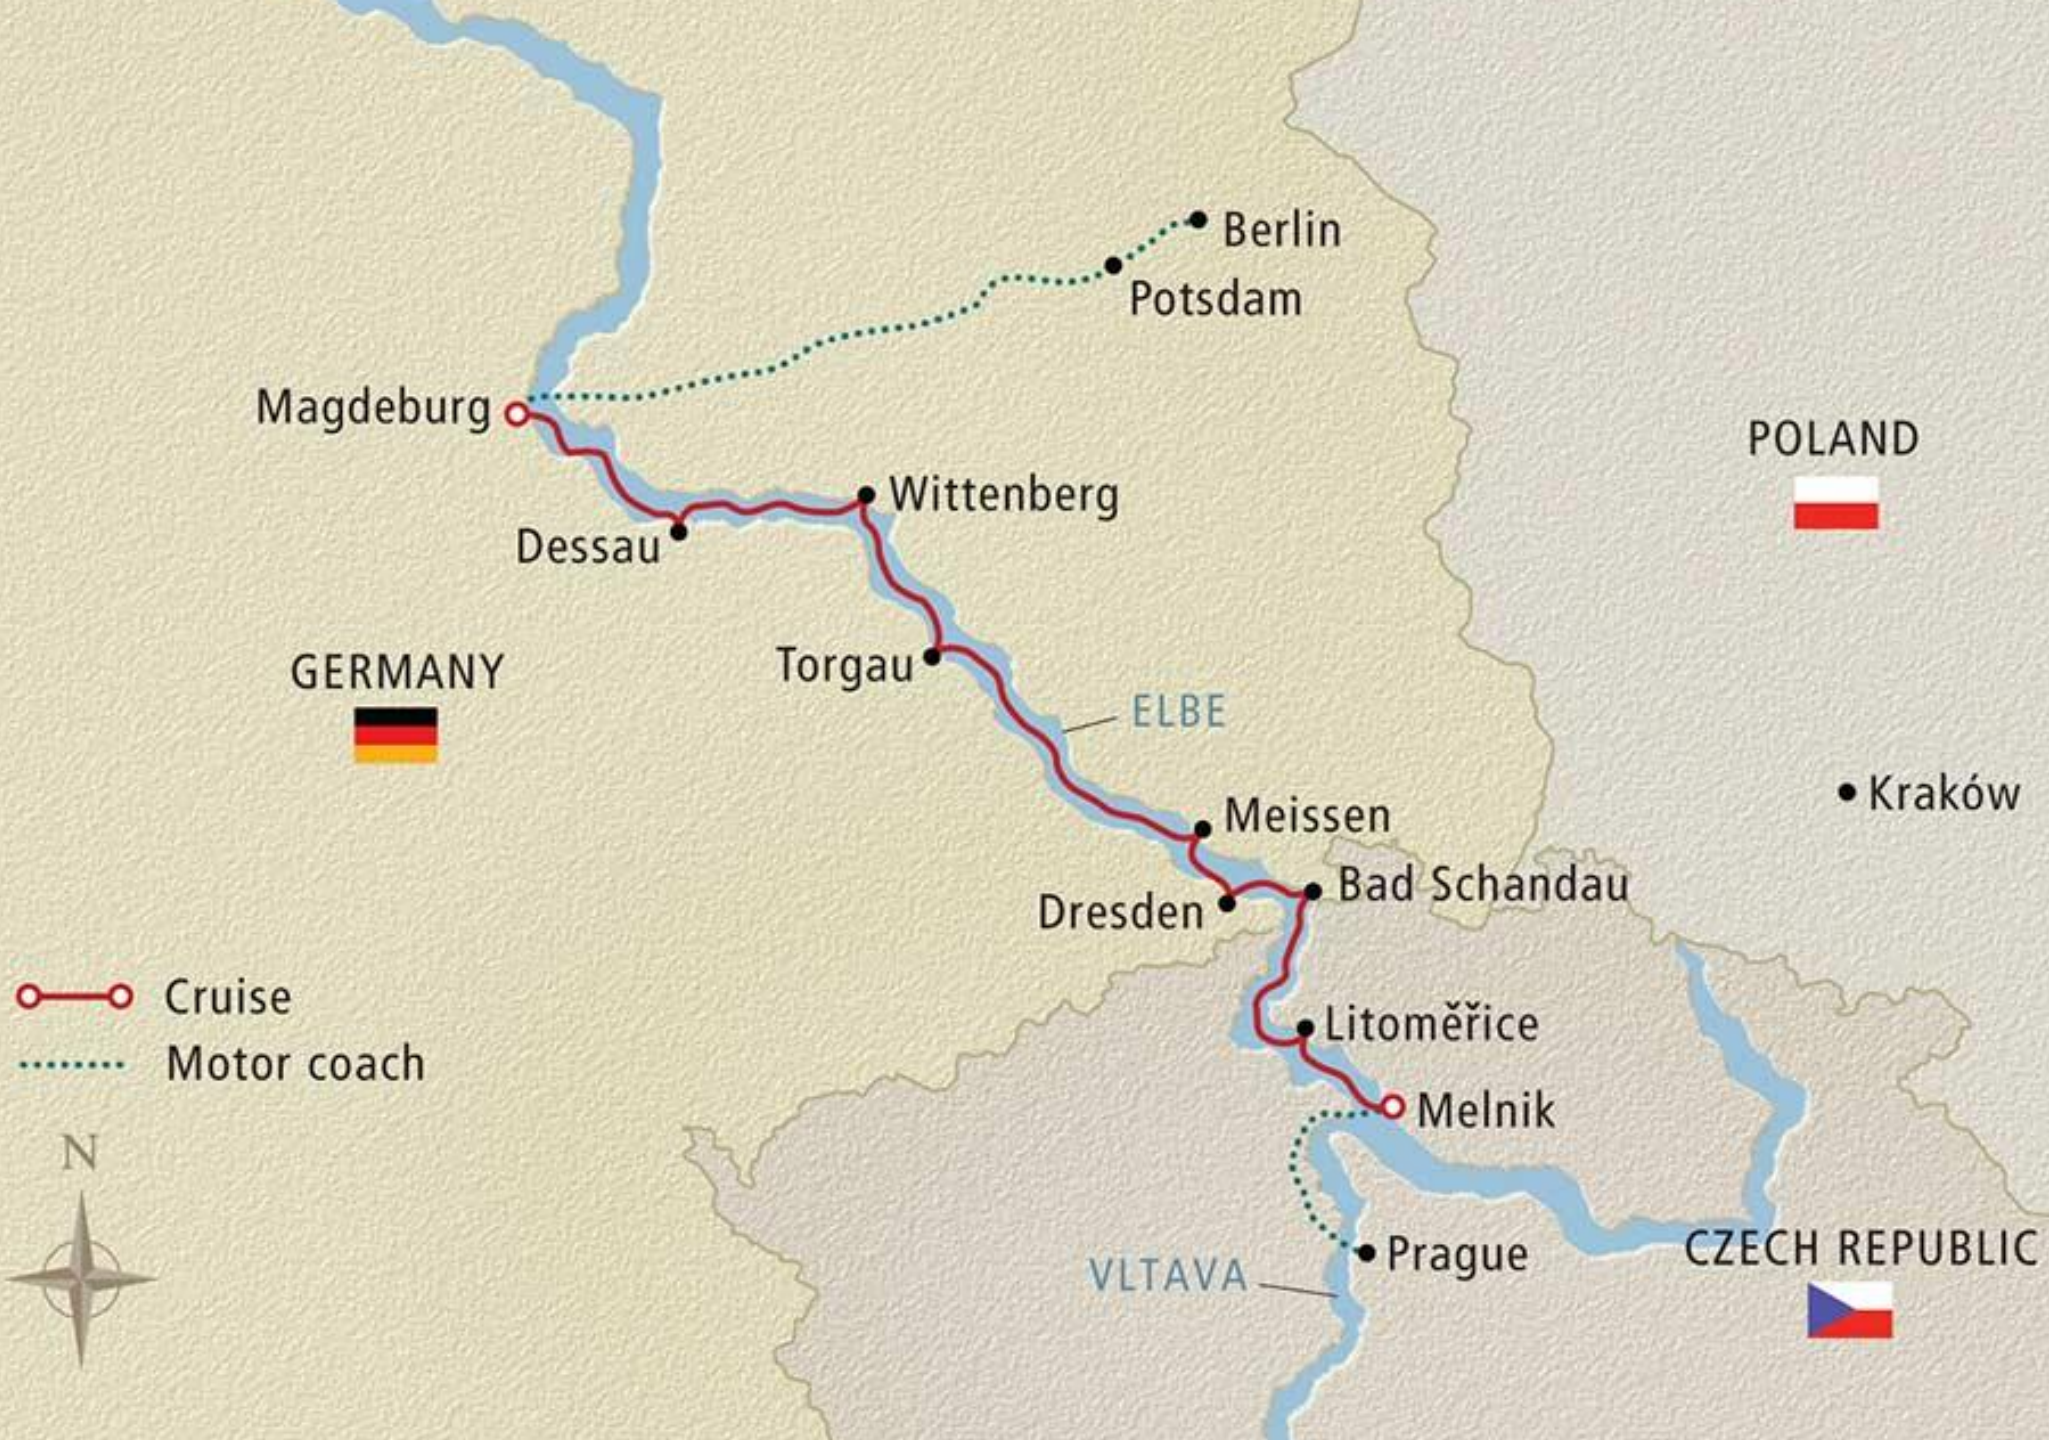 Berlin
Potsdam
Magdeburg
POLAND
Wittenberg
Dessau
Torgau
GERMANY
ELBE
Kraków
Meissen
Bad Schandau
Dresden
Cruise
Litoměřice
Motor coach
Melnik
N
CZECH REPUBLIC
Prague
VLTAVA